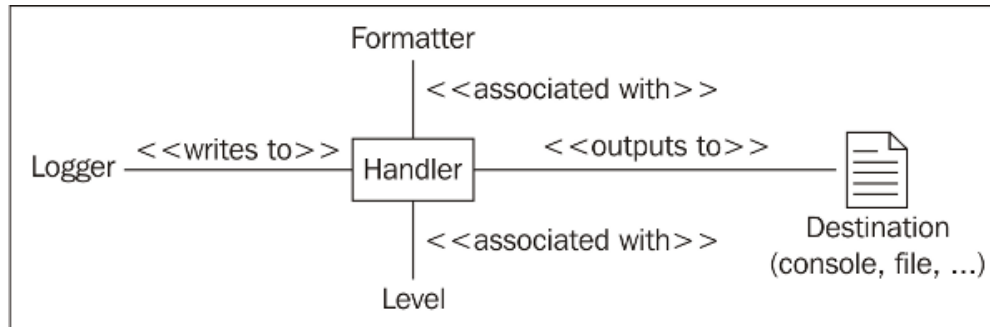 Formatter
<<associated with>>
<<writes to>>
<<outputs to>>
Logger
Handler
<<associated with>>
Destination
(console, file, ...)
Level